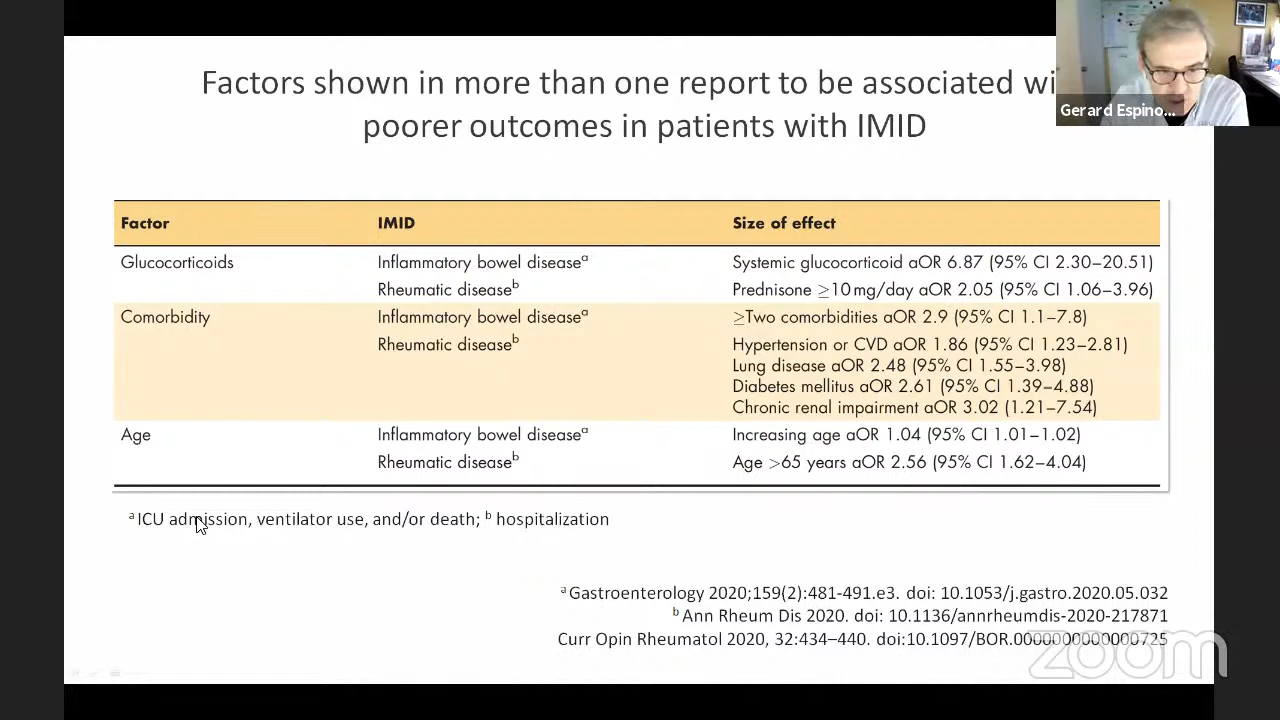 Factors shown in more than one report to be associated wi
poorer outcomes in patients with IMID
Gerard Espino...
Factor IMID Size of effect
Glucocorticoids Inflammatory bowel diseaseᵃ Systemic glucocorticoid aOR 6.87 (95% CI 2.30–20.51)
Rheumatic diseaseᵇ Prednisone ≥10 mg/day aOR 2.05 (95% CI 1.06–3.96)
Comorbidity Inflammatory bowel diseaseᵃ ≥Two comorbidities aOR 2.9 (95% CI 1.1–7.8)
Rheumatic diseaseᵇ Hypertension or CVD aOR 1.86 (95% CI 1.23–2.81)
Lung disease aOR 2.48 (95% CI 1.55–3.98)
Diabetes mellitus aOR 2.61 (95% CI 1.39–4.88)
Chronic renal impairment aOR 3.02 (1.21–7.54)
Age Inflammatory bowel diseaseᵃ Increasing age aOR 1.04 (95% CI 1.01–1.02)
Rheumatic diseaseᵇ Age >65 years aOR 2.56 (95% CI 1.62–4.04)
ᵃ ICU admission, ventilator use, and/or death; ᵇ hospitalization
ᵃ Gastroenterology 2020;159(2):481-491.e3. doi: 10.1053/j.gastro.2020.05.032
ᵇ Ann Rheum Dis 2020. doi: 10.1136/annrheumdis-2020-217871
Curr Opin Rheumatol 2020, 32:434–440. doi:10.1097/BOR.0000000000000725
zoom